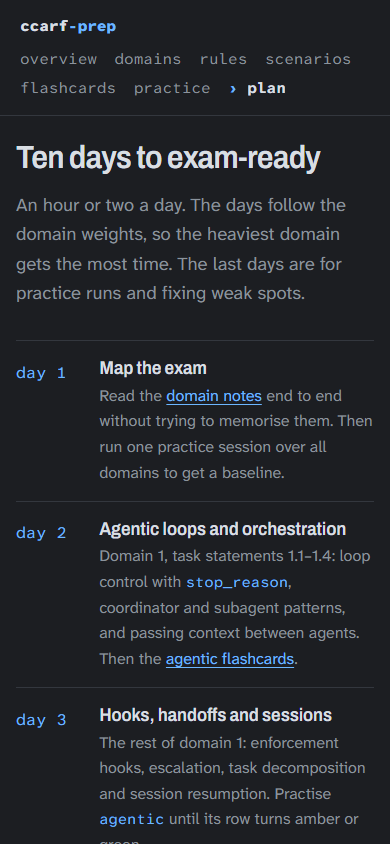 ccarf-prep
overview domains rules scenarios
flashcards practice › plan
Ten days to exam-ready
An hour or two a day. The days follow the
domain weights, so the heaviest domain
gets the most time. The last days are for
practice runs and fixing weak spots.
day 1
Map the exam
Read the domain notes end to end
without trying to memorise them. Then
run one practice session over all
domains to get a baseline.
day 2
Agentic loops and orchestration
Domain 1, task statements 1.1–1.4: loop
control with stop_reason,
coordinator and subagent patterns,
and passing context between agents.
Then the agentic flashcards.
day 3
Hooks, handoffs and sessions
The rest of domain 1: enforcement
hooks, escalation, task decomposition
and session resumption. Practise
agentic until its row turns amber or